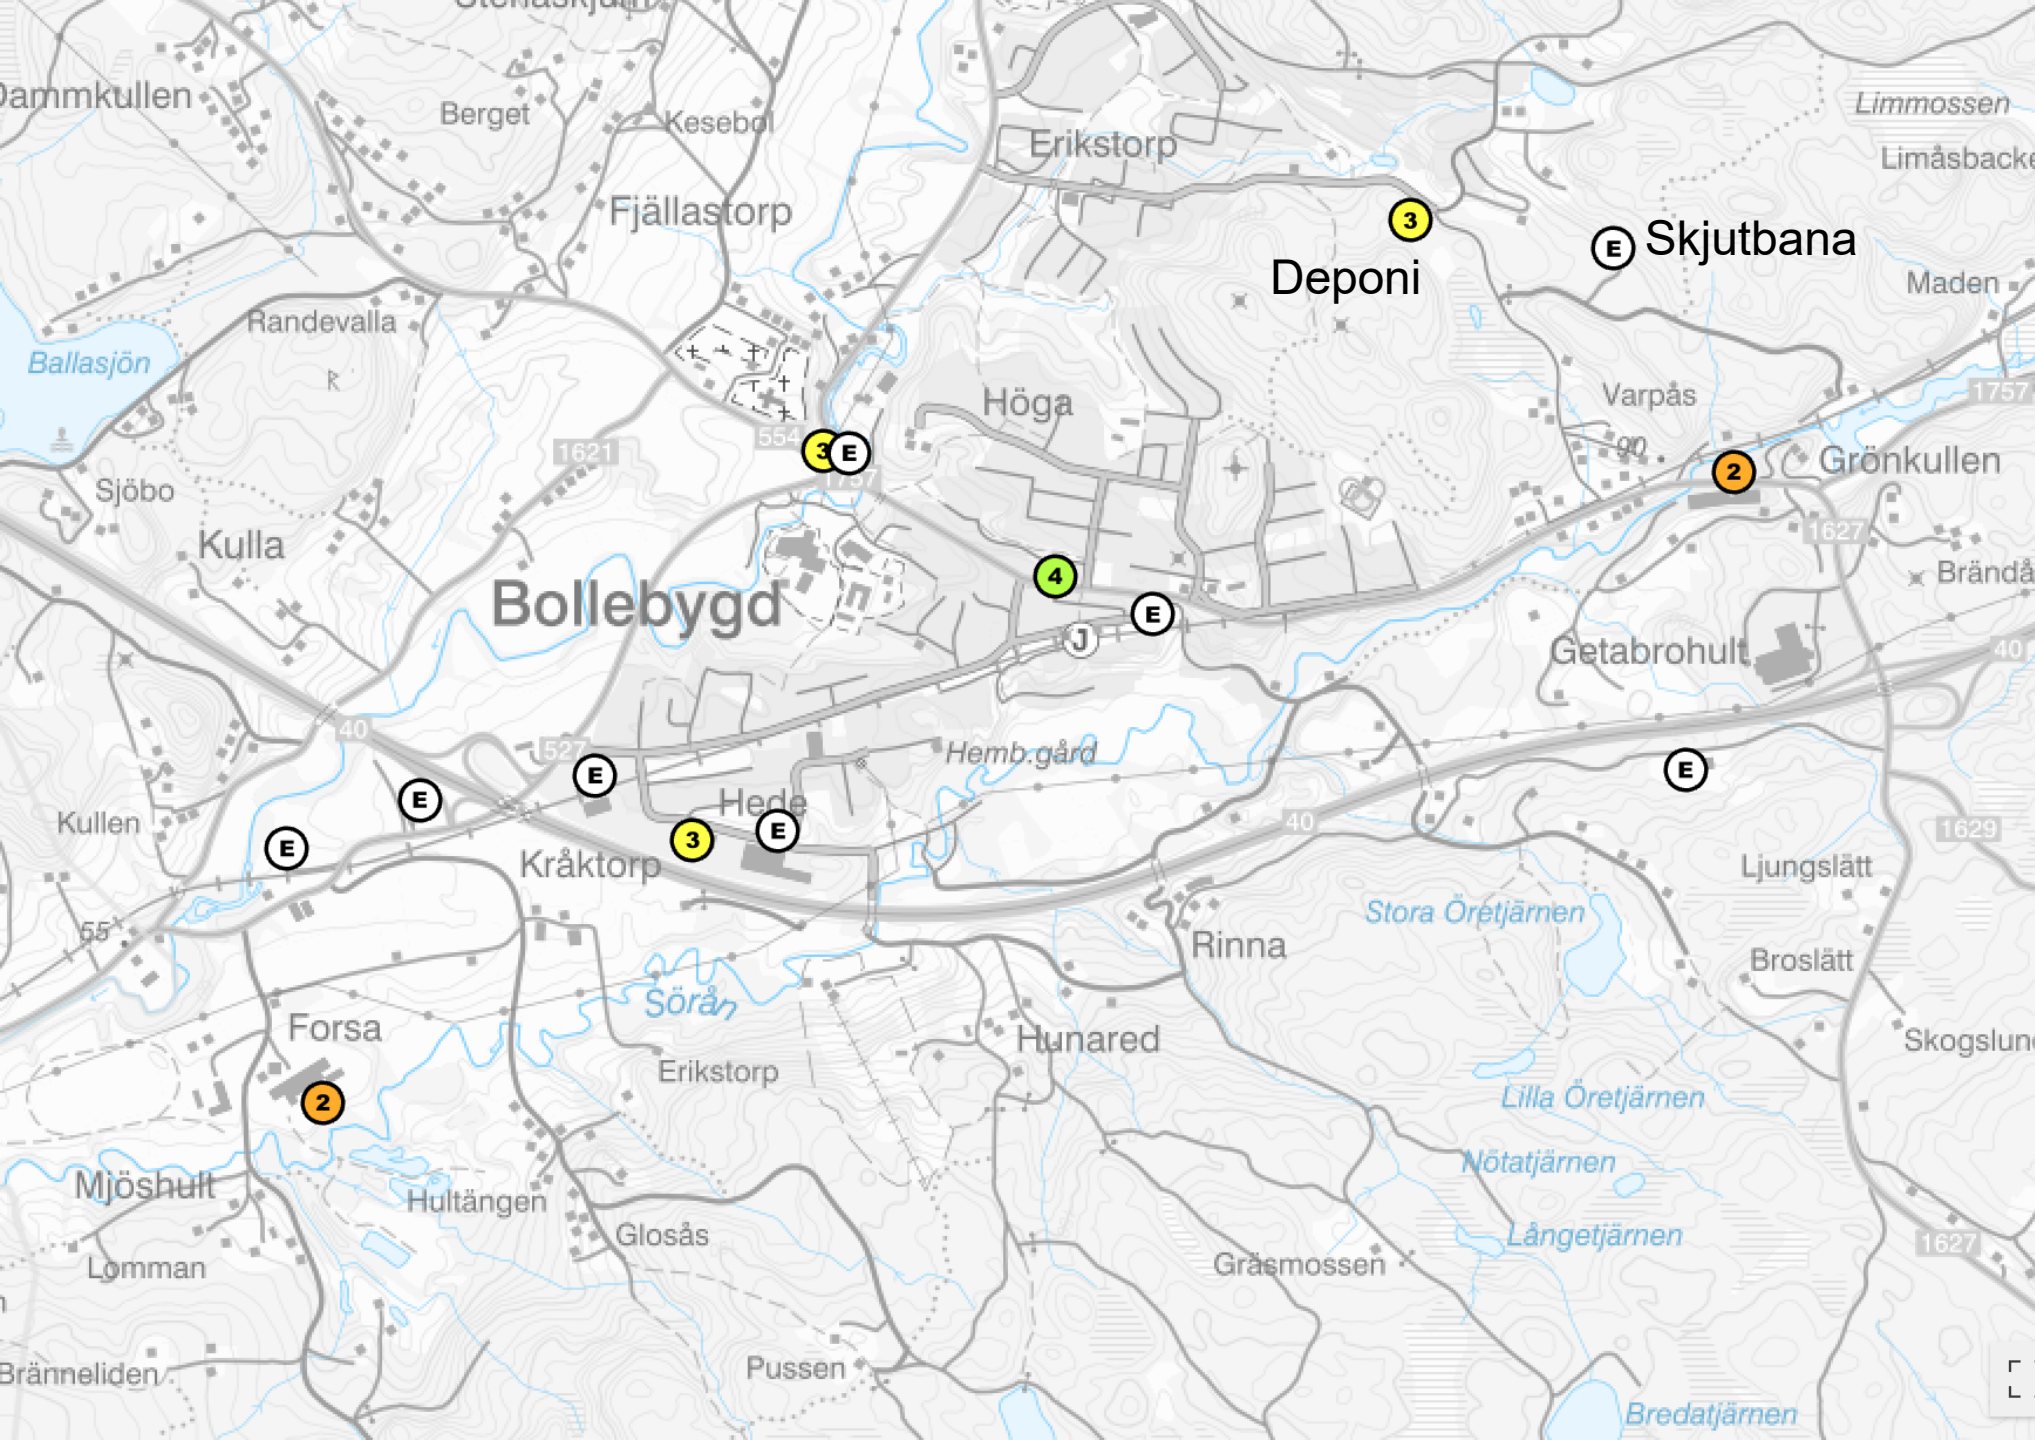 Dammkullen
Berget
Kesebol
Erikstorp
Limmossen
Limåsbacke
Fjällastorp
3
E Skjutbana
Deponi
Maden
Randevalla
Ballasjön
R
Höga
Varpås
1757
554
3 E
1621
1757
90
2
Grönkullen
Sjöbo
Kulla
1627
Bollebygd
4
Brändå
E
J
Getabrohult
40
40
527
Hemb.gård
E
E
E
Hede
40
Kullen
3
E
1629
E
Kråktorp
Ljungslätt
Stora Öretjärnen
55
Rinna
Broslätt
Sörån
Forsa
Hunared
Skogslun
Erikstorp
2
Lilla Öretjärnen
Nötatjärnen
Mjöshult
Hultängen
Glosås
Långetjärnen
1627
Lomman
Gräsmossen
Bränneliden
Pussen
Bredatjärnen